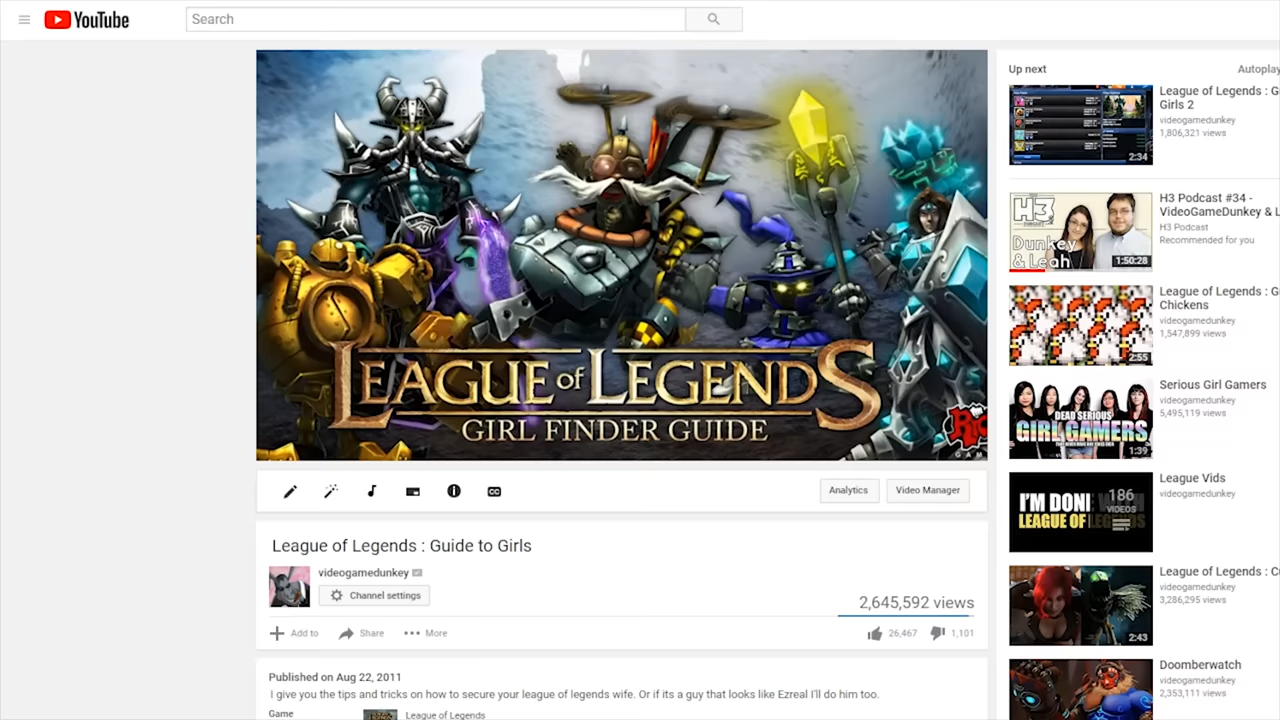 YouTube
Search
LEAGUE of LEGENDS
GIRL FINDER GUIDE
Analytics
Video Manager
League of Legends : Guide to Girls
videogamedunkey
Channel settings
2,645,592 views
Add to
Share
More
26,467
1,101
Published on Aug 22, 2011
I give you the tips and tricks on how to secure your league of legends wife. Or if its a guy that looks like Ezreal I'll do him too.
Game
League of Legends
Up next
Autoplay
League of Legends : G
Girls 2
videogamedunkey
1,806,321 views
2:34
H3 Podcast #34 -
VideoGameDunkey & L
H3 Podcast
Recommended for you
H3
Dunkey
& Leah
1:50:28
League of Legends : G
Chickens
videogamedunkey
1,547,899 views
2:55
Serious Girl Gamers
videogamedunkey
5,495,119 views
DEAD SERIOUS
GIRL GAMERS
1:39
League Vids
videogamedunkey
I'M DONE WITH
LEAGUE OF LEGENDS
186
VIDEOS
League of Legends : C
videogamedunkey
3,286,295 views
2:43
Doomberwatch
videogamedunkey
2,353,111 views